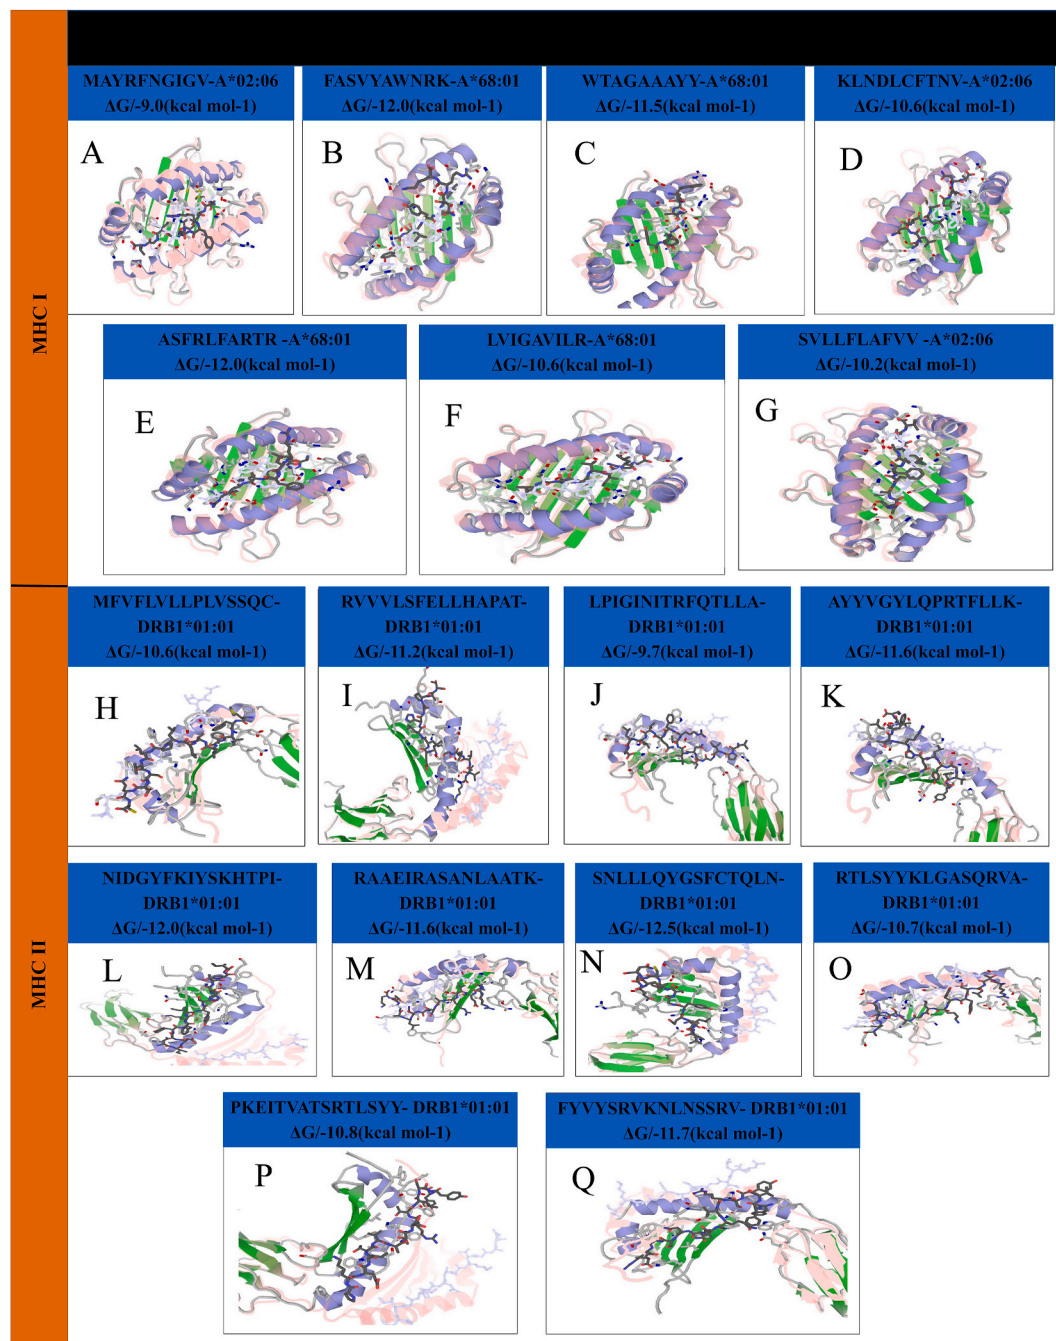 MHC I
MAYRFNGIGV-A*02:06
ΔG/-9.0(kcal mol-1)
A
FASVYAWNRK-A*68:01
ΔG/-12.0(kcal mol-1)
B
WTAGAAAYY-A*68:01
ΔG/-11.5(kcal mol-1)
C
KLNDLCFTNV-A*02:06
ΔG/-10.6(kcal mol-1)
D
ASFRLFARTR -A*68:01
ΔG/-12.0(kcal mol-1)
E
LVIGAVILR-A*68:01
ΔG/-10.6(kcal mol-1)
F
SVLLFLAFVV -A*02:06
ΔG/-10.2(kcal mol-1)
G
MHC II
MFVFLVLLPLVSSQC-
DRB1*01:01
ΔG/-10.6(kcal mol-1)
H
RVVVLSFELLHAPAT-
DRB1*01:01
ΔG/-11.2(kcal mol-1)
I
LPIGINITRFQTLLA-
DRB1*01:01
ΔG/-9.7(kcal mol-1)
J
AYYVGYLQPRTFLLK-
DRB1*01:01
ΔG/-11.6(kcal mol-1)
K
NIDGYFKIYSKHTPI-
DRB1*01:01
ΔG/-12.0(kcal mol-1)
L
RAAEIRASANLAATK-
DRB1*01:01
ΔG/-11.6(kcal mol-1)
M
SNLLLQYGSFCTQLN-
DRB1*01:01
ΔG/-12.5(kcal mol-1)
N
RTLSYYKLGASQRVA-
DRB1*01:01
ΔG/-10.7(kcal mol-1)
O
PKEITVATSRTLSYY- DRB1*01:01
ΔG/-10.8(kcal mol-1)
P
FYVYSRVKNLNSSRV- DRB1*01:01
ΔG/-11.7(kcal mol-1)
Q